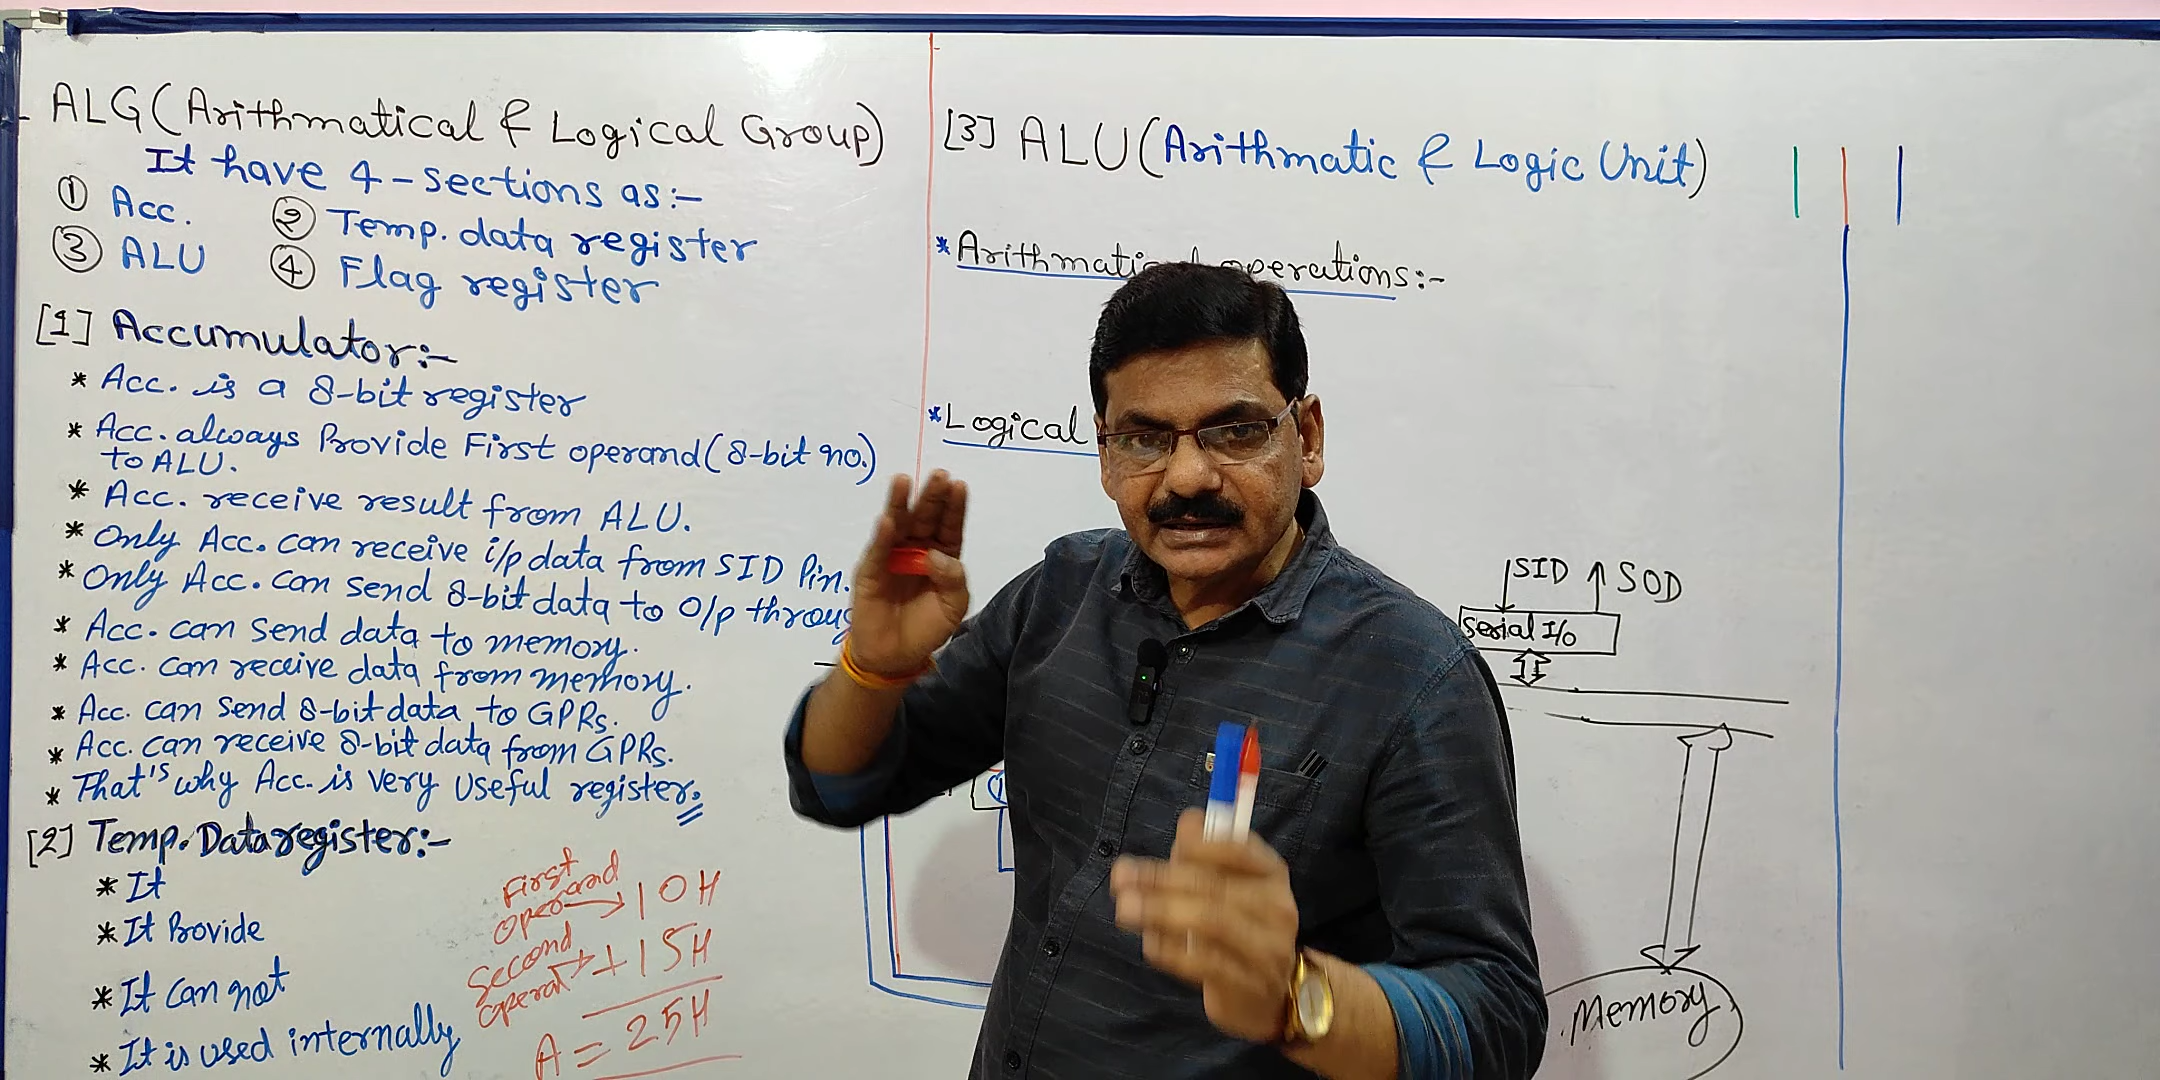 ALG(Arithmatical & Logical Group)
It have 4-sections as:-
① Acc. ② Temp. data register
③ ALU ④ Flag register
[1] Accumulator:-
* Acc. is a 8-bit register
* Acc. always Provide First operand (8-bit no.)
to ALU.
* Acc. receive result from ALU.
* Only Acc. can receive i/p data from SID Pin.
* Only Acc. can send 8-bit data to O/p throug
* Acc. can send data to memory.
* Acc. can receive data from memory.
* Acc. can send 8-bit data to GPRs.
* Acc. can receive 8-bit data from GPRs.
* That's why Acc. is very useful register.
[2] Temp. Data register:-
* It
* It Provide
* It can not
* It is used internally
First
operand → 10H
Second
operat → + 15H
A = 25H
[3] ALU (Arithmatic & Logic Unit)
* Arithmatic operations:-
* Logical
SID SOD
Serial I/o
Memory